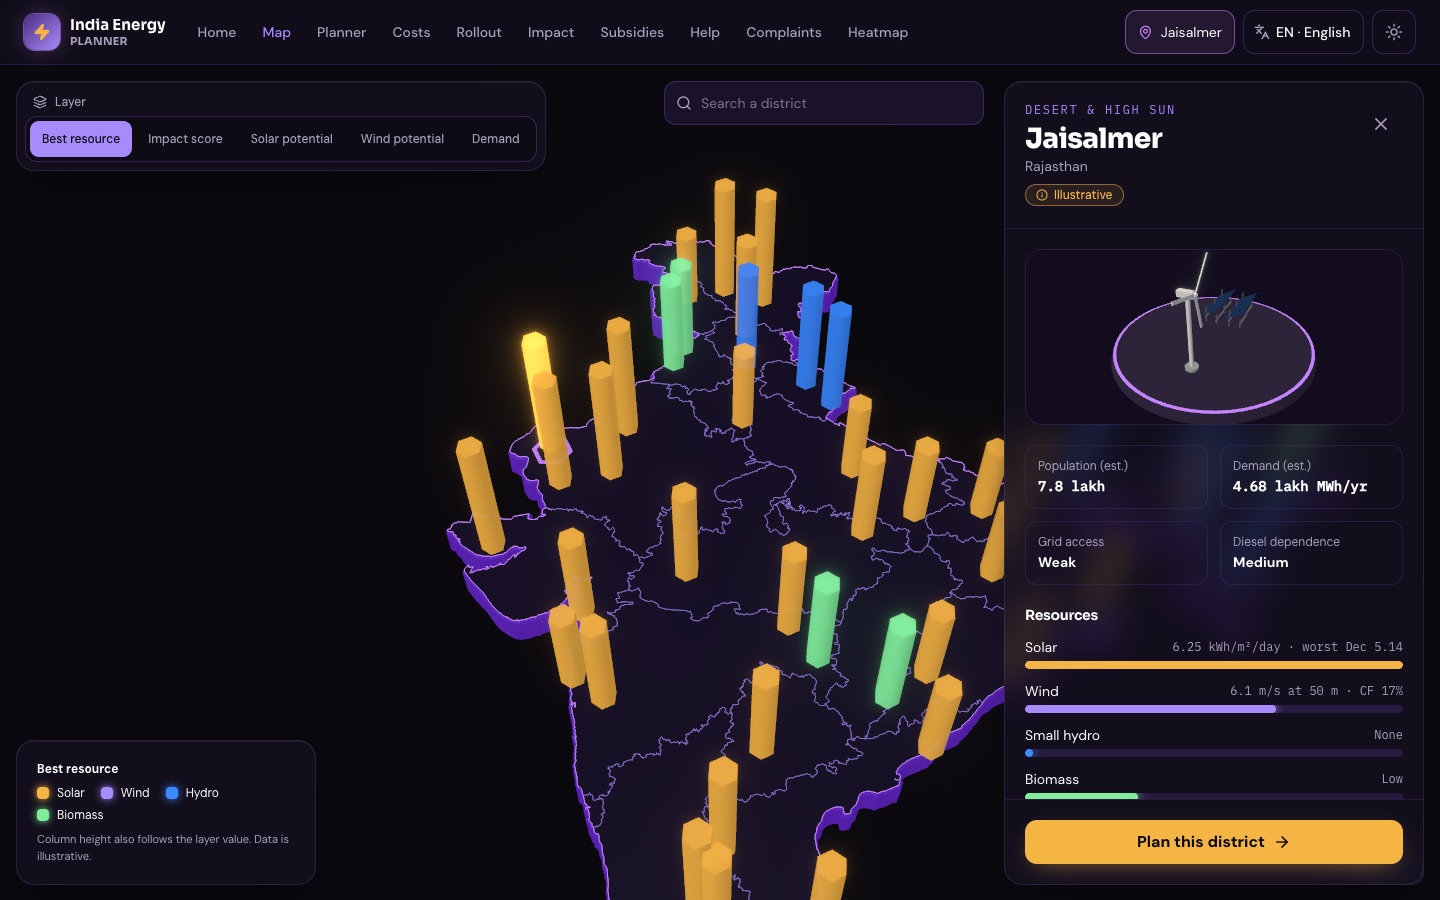 India Energy
PLANNER
Home
Map
Planner
Costs
Rollout
Impact
Subsidies
Help
Complaints
Heatmap
Jaisalmer
EN · English
Layer
Best resource
Impact score
Solar potential
Wind potential
Demand
Search a district
DESERT & HIGH SUN
Jaisalmer
Rajasthan
Illustrative
Population (est.)
7.8 lakh
Demand (est.)
4.68 lakh MWh/yr
Grid access
Weak
Diesel dependence
Medium
Resources
Solar
6.25 kWh/m²/day · worst Dec 5.14
Wind
6.1 m/s at 50 m · CF 17%
Small hydro
None
Biomass
Low
Plan this district
Best resource
Solar
Wind
Hydro
Biomass
Column height also follows the layer value. Data is
illustrative.